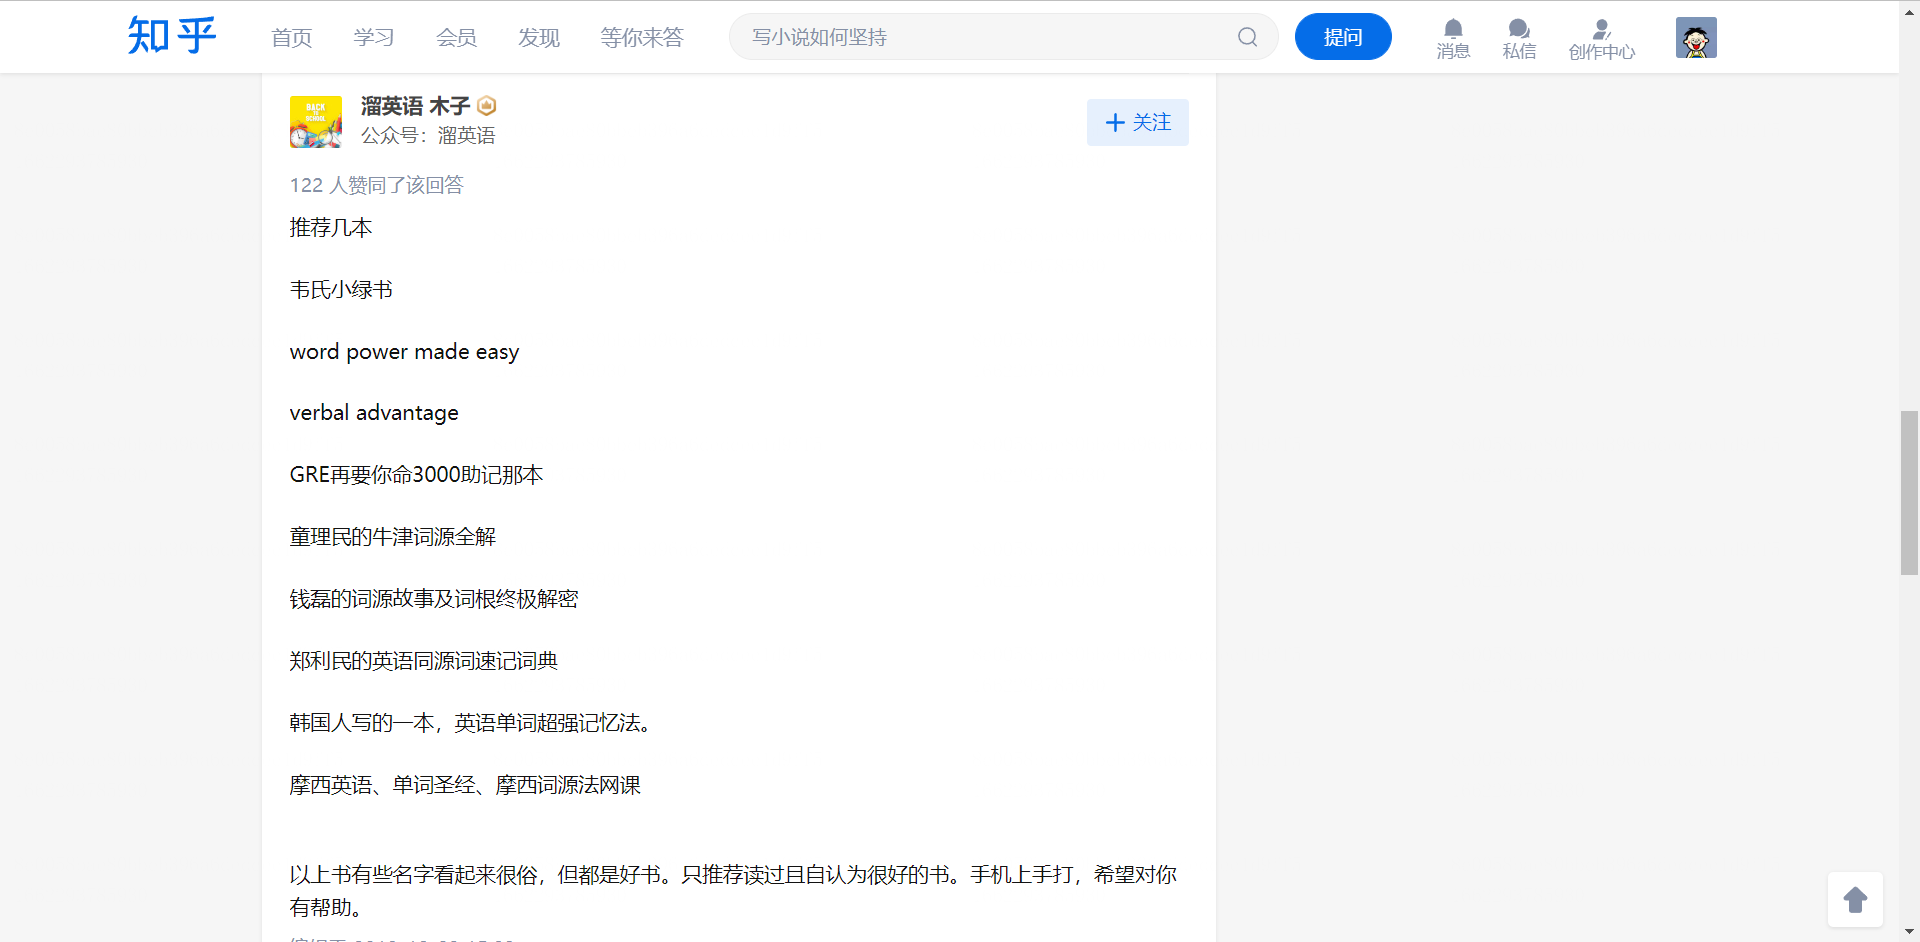 知乎 首页 学习 会员 发现 等你来答 写小说如何坚持 提问 消息 私信 创作中心
BACK
TO
SCHOOL
溜英语 木子
公众号：溜英语
关注
122 人赞同了该回答
推荐几本
韦氏小绿书
word power made easy
verbal advantage
GRE再要你命3000助记那本
童理民的牛津词源全解
钱磊的词源故事及词根终极解密
郑利民的英语同源词速记词典
韩国人写的一本，英语单词超强记忆法。
摩西英语、单词圣经、摩西词源法网课
以上书有些名字看起来很俗，但都是好书。只推荐读过且自认为很好的书。手机上手打，希望对你
有帮助。